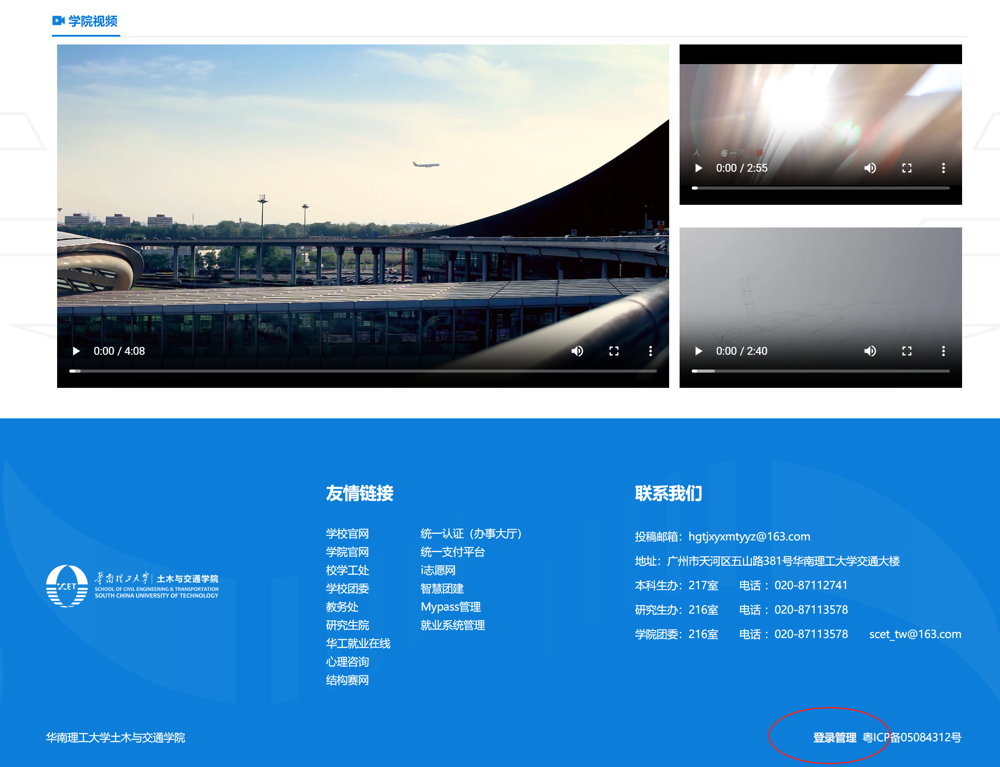 学院视频
人 每一次选择
0:00 / 2:55
0:00 / 4:08
0:00 / 2:40
友情链接
学校官网
学院官网
校学工处
学校团委
教务处
研究生院
华工就业在线
心理咨询
结构赛网
统一认证（办事大厅）
统一支付平台
i志愿网
智慧团建
Mypass管理
就业系统管理
联系我们
投稿邮箱：hgtjxyxmtyyz@163.com
地址：广州市天河区五山路381号华南理工大学交通大楼
本科生办：217室 电话 ：020-87112741
研究生办：216室 电话 ：020-87113578
学院团委：216室 电话 ：020-87113578 scet_tw@163.com
SCET
华南理工大学 土木与交通学院
SCHOOL OF CIVIL ENGINEERING & TRANSPORTATION
SOUTH CHINA UNIVERSITY OF TECHNOLOGY
华南理工大学土木与交通学院
登录管理 粤ICP备05084312号